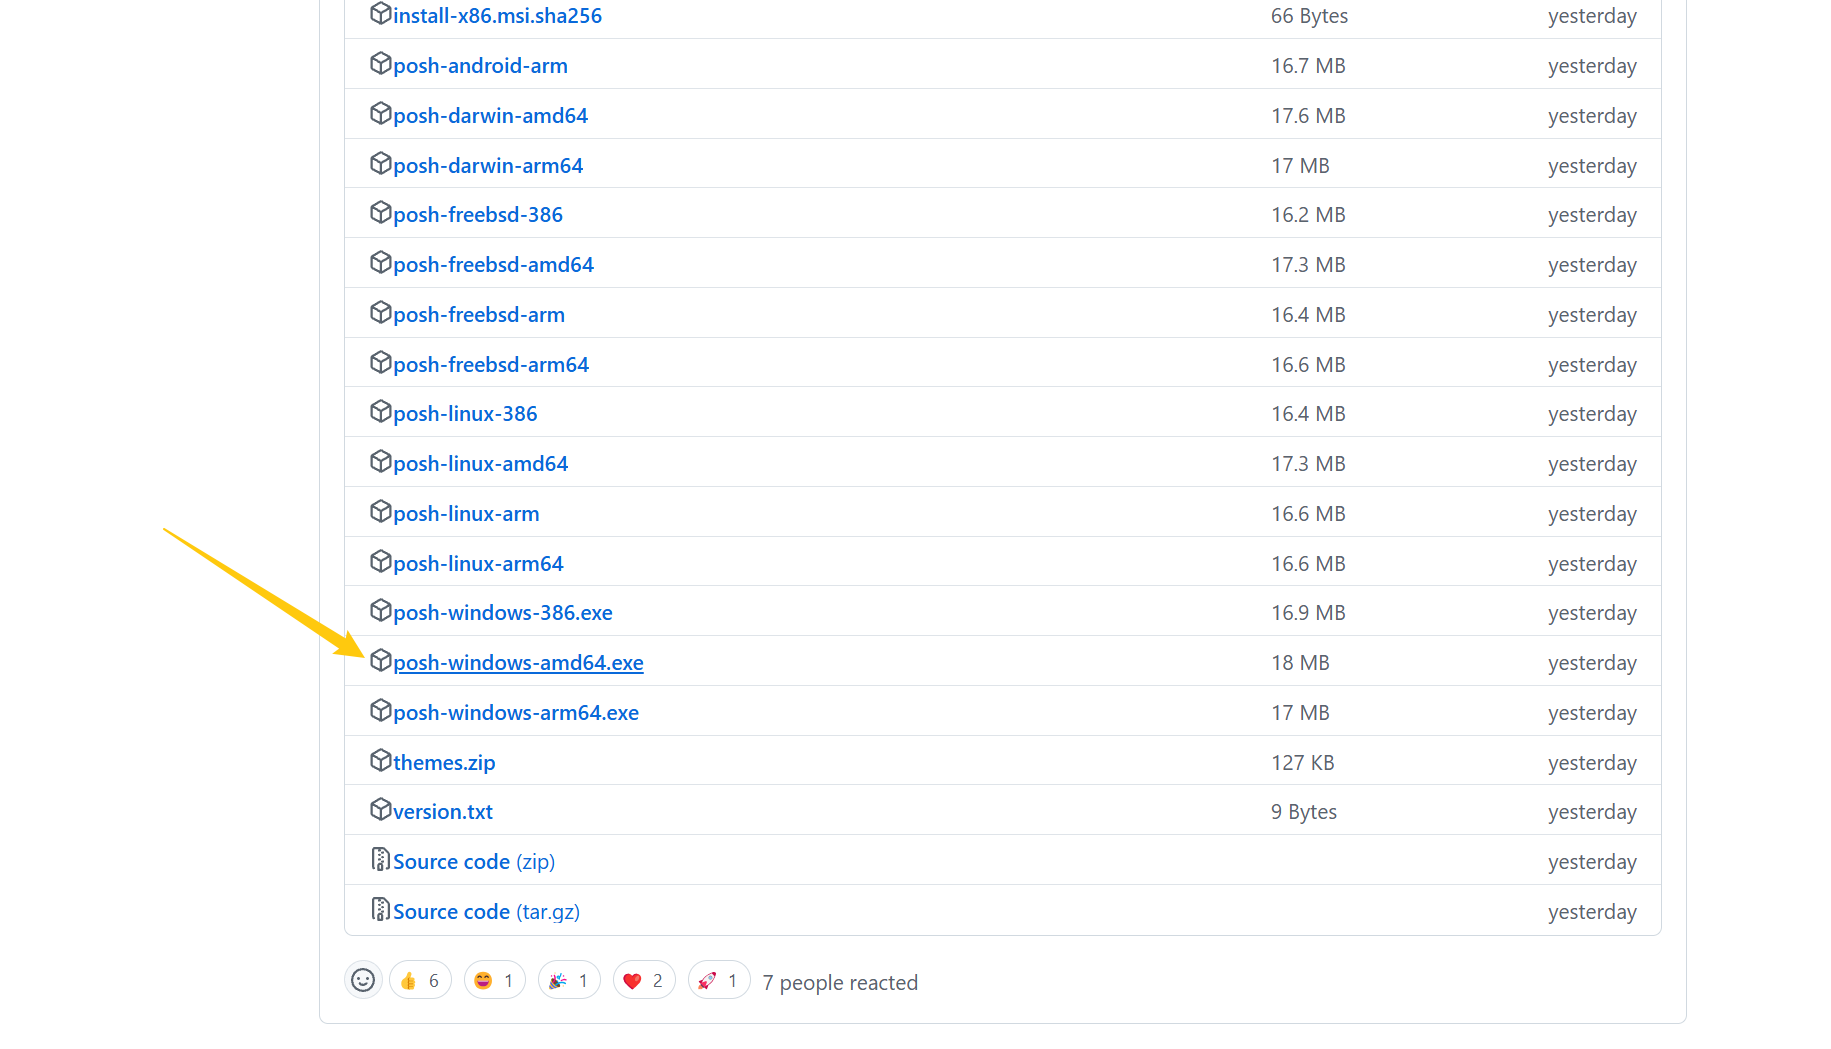 install-x86.msi.sha256 66 Bytes yesterday
posh-android-arm 16.7 MB yesterday
posh-darwin-amd64 17.6 MB yesterday
posh-darwin-arm64 17 MB yesterday
posh-freebsd-386 16.2 MB yesterday
posh-freebsd-amd64 17.3 MB yesterday
posh-freebsd-arm 16.4 MB yesterday
posh-freebsd-arm64 16.6 MB yesterday
posh-linux-386 16.4 MB yesterday
posh-linux-amd64 17.3 MB yesterday
posh-linux-arm 16.6 MB yesterday
posh-linux-arm64 16.6 MB yesterday
posh-windows-386.exe 16.9 MB yesterday
posh-windows-amd64.exe 18 MB yesterday
posh-windows-arm64.exe 17 MB yesterday
themes.zip 127 KB yesterday
version.txt 9 Bytes yesterday
Source code (zip) yesterday
Source code (tar.gz) yesterday
6 1 1 2 1 7 people reacted